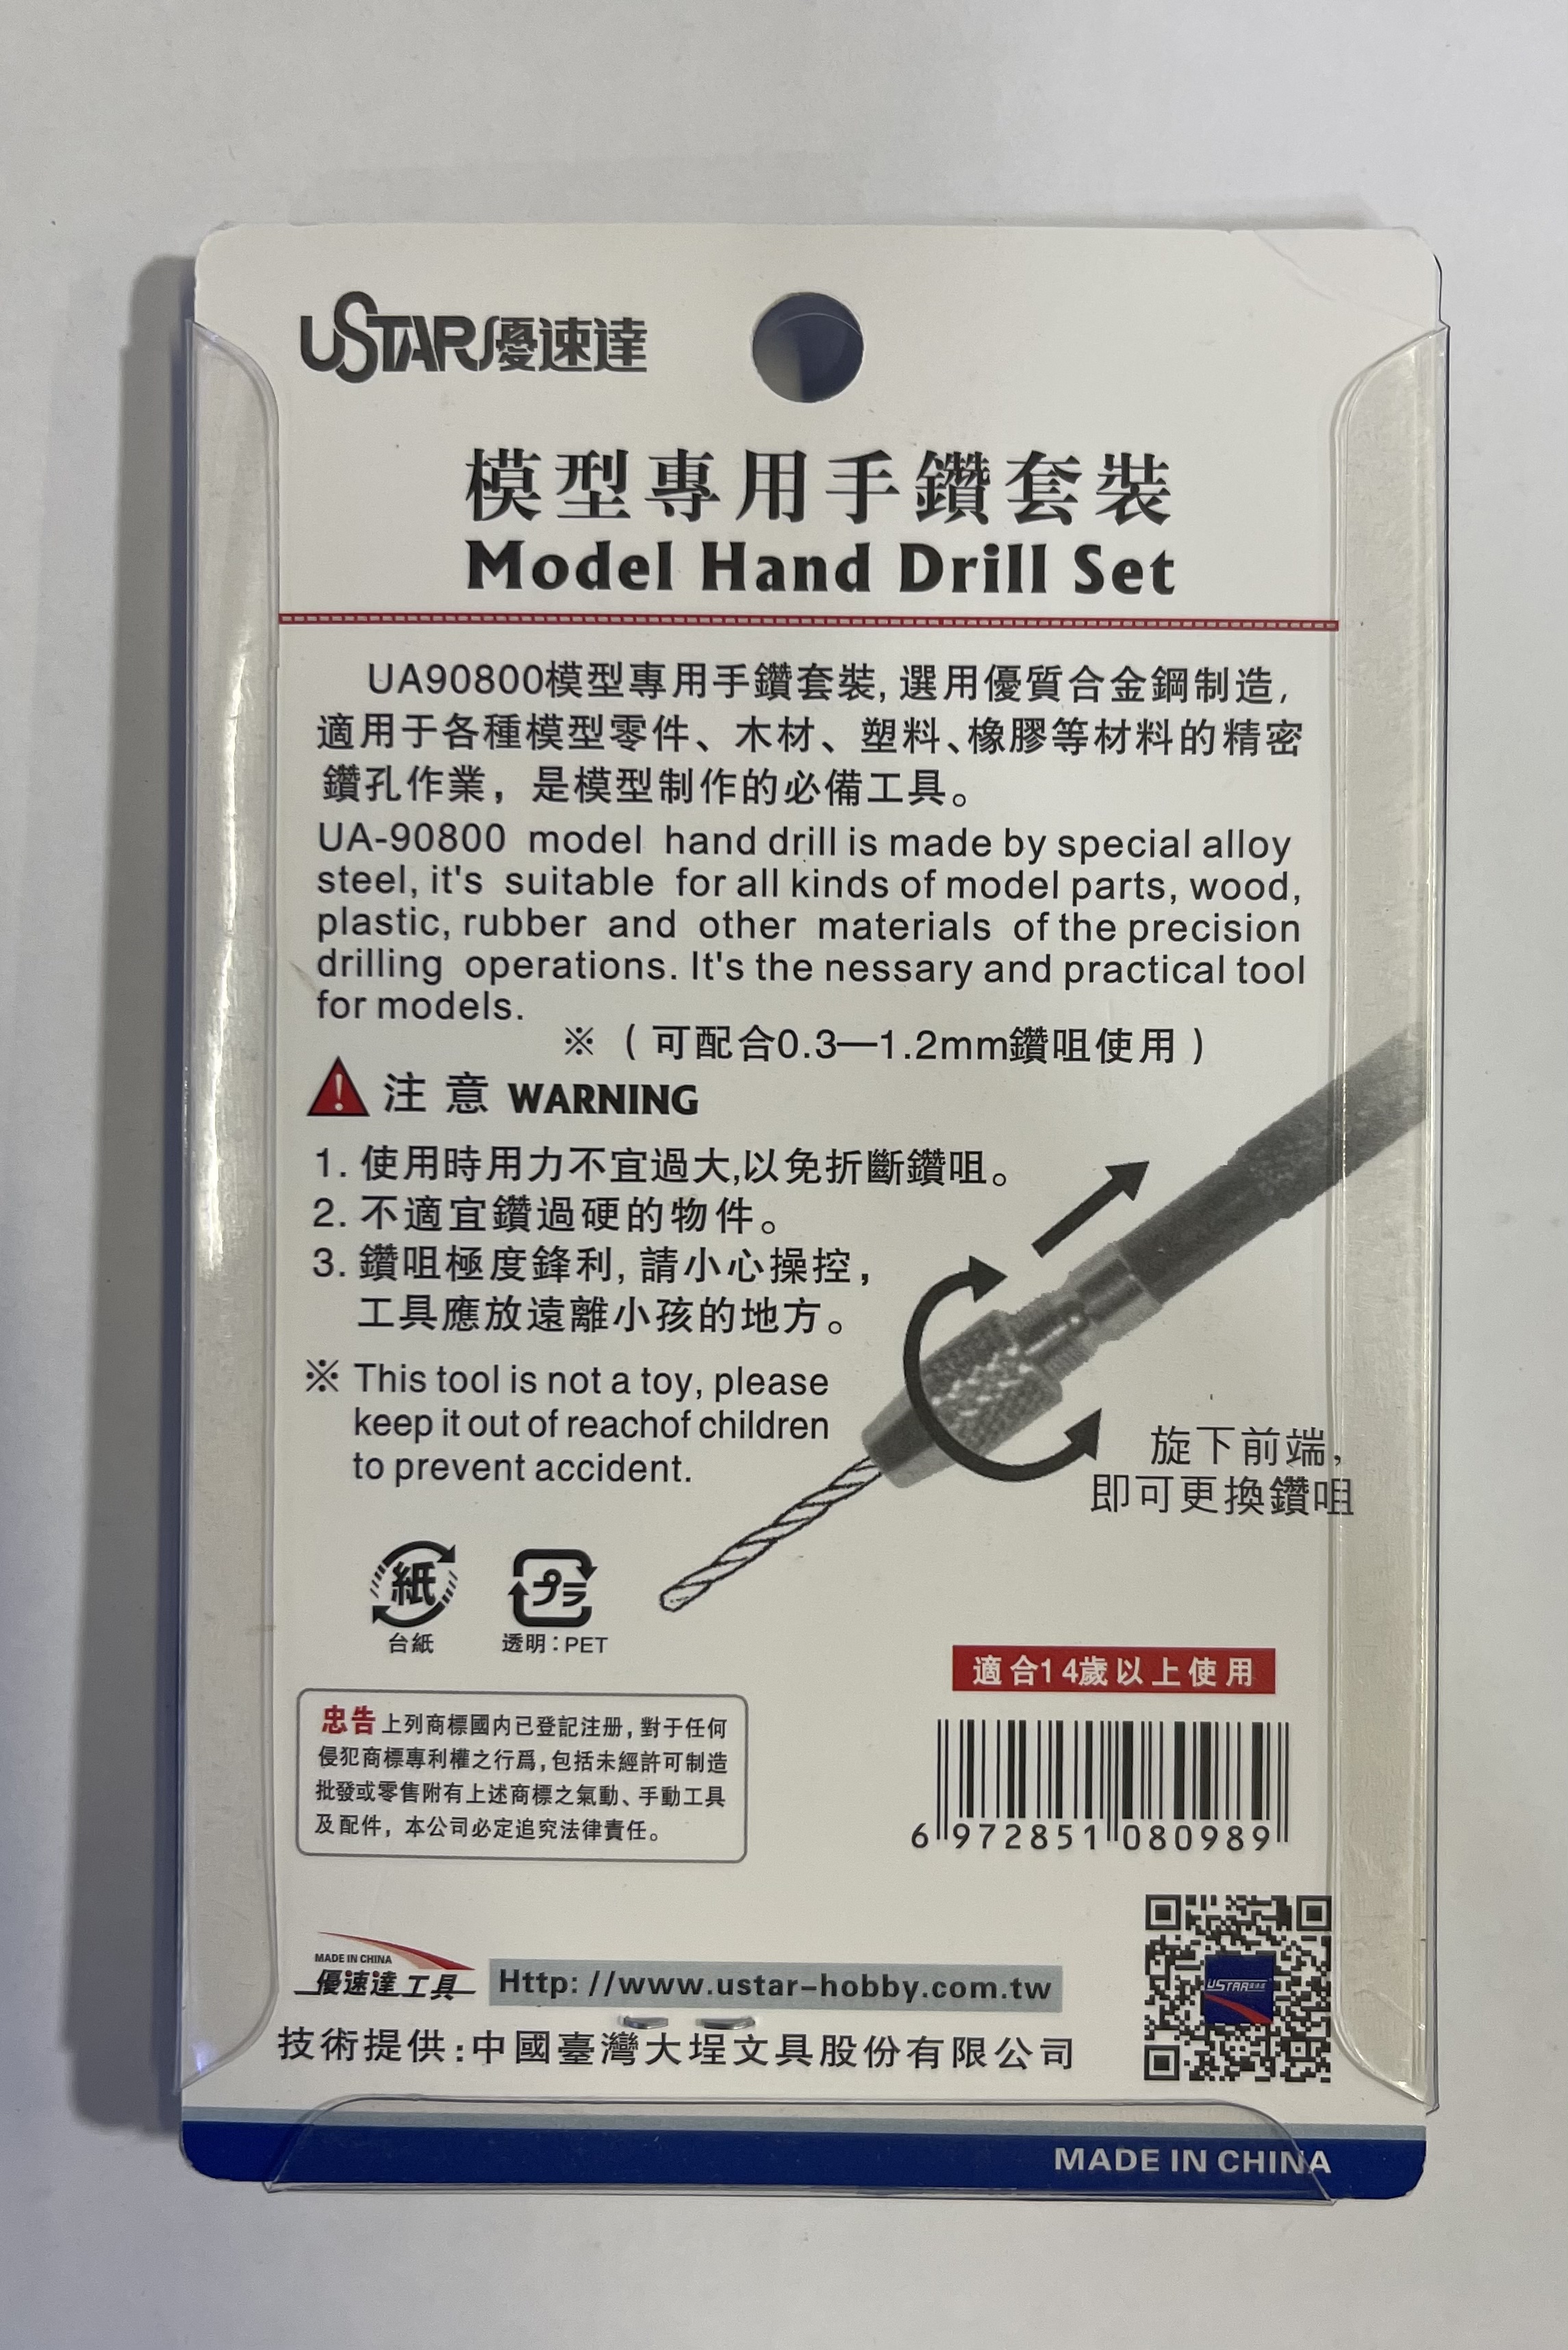 USTAR優速達
模型專用手鑽套裝
Model Hand Drill Set
UA90800模型專用手鑽套裝, 選用優質合金鋼制造,
適用于各種模型零件、木材、塑料、橡膠等材料的精密
鑽孔作業，是模型制作的必備工具。
UA-90800 model hand drill is made by special alloy
steel, it's suitable for all kinds of model parts, wood,
plastic, rubber and other materials of the precision
drilling operations. It's the nessary and practical tool
for models.
※（可配合0.3—1.2mm鑽咀使用）
注意 WARNING
1. 使用時用力不宜過大,以免折斷鑽咀。
2. 不適宜鑽過硬的物件。
3. 鑽咀極度鋒利, 請小心操控，
工具應放遠離小孩的地方。
※ This tool is not a toy, please
keep it out of reachof children
to prevent accident.
旋下前端，
即可更換鑽咀
紙
プラ
台紙
透明：PET
適合14歲以上使用
忠告 上列商標國内已登記注册, 對于任何
侵犯商標專利權之行爲, 包括未經許可制造
批發或零售附有上述商標之氣動、手動工具
及配件，本公司必定追究法律責任。
6 972851 080989
MADE IN CHINA
優速達工具
Http: //www.ustar-hobby.com.tw
USTAR優速達
技術提供：中國臺灣大埕文具股份有限公司
MADE IN CHINA